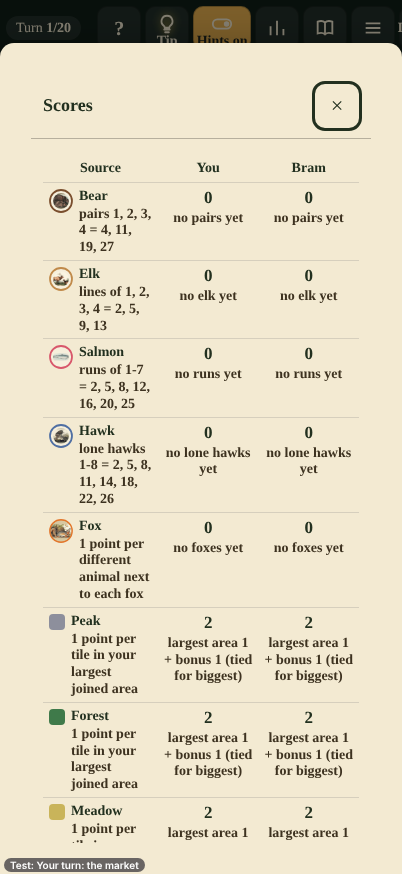 Turn 1/20
?
Tip
Hints on
Scores
×
Source You Bram
Bear
pairs 1, 2, 3,
4 = 4, 11,
19, 27
0
no pairs yet
0
no pairs yet
Elk
lines of 1, 2,
3, 4 = 2, 5,
9, 13
0
no elk yet
0
no elk yet
Salmon
runs of 1-7
= 2, 5, 8, 12,
16, 20, 25
0
no runs yet
0
no runs yet
Hawk
lone hawks
1-8 = 2, 5, 8,
11, 14, 18,
22, 26
0
no lone hawks
yet
0
no lone hawks
yet
Fox
1 point per
different
animal next
to each fox
0
no foxes yet
0
no foxes yet
Peak
1 point per
tile in your
largest
joined area
2
largest area 1
+ bonus 1 (tied
for biggest)
2
largest area 1
+ bonus 1 (tied
for biggest)
Forest
1 point per
tile in your
largest
joined area
2
largest area 1
+ bonus 1 (tied
for biggest)
2
largest area 1
+ bonus 1 (tied
for biggest)
Meadow
1 point per
2
largest area 1
2
largest area 1
Test: Your turn: the market